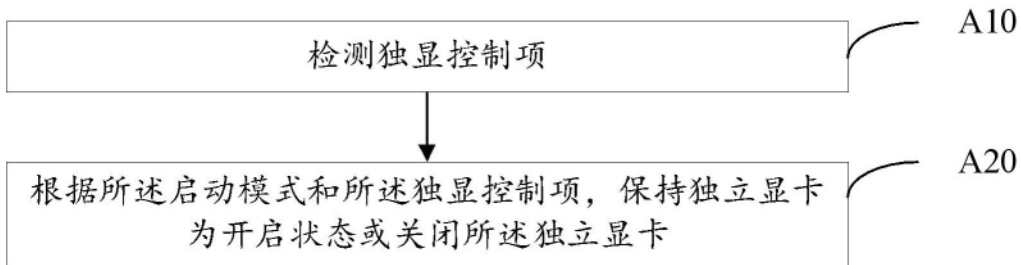 检测独显控制项
A10
根据所述启动模式和所述独显控制项，保持独立显卡
为开启状态或关闭所述独立显卡
A20